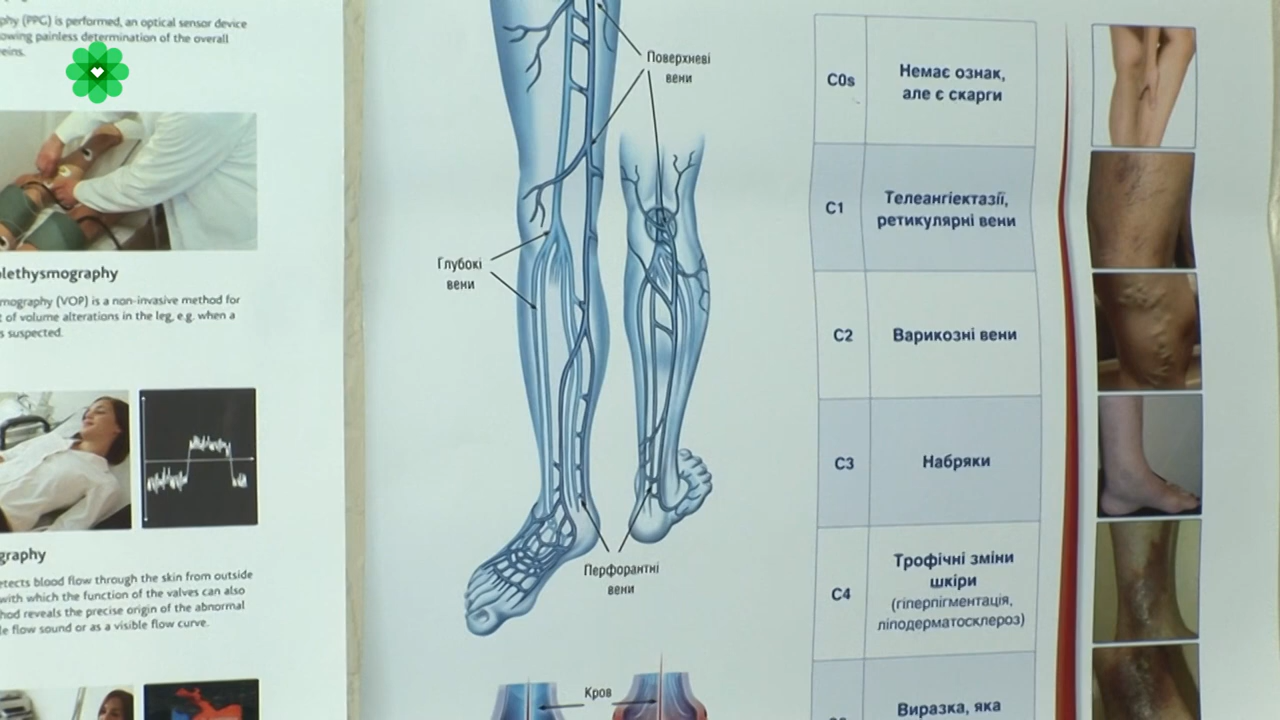 phy (PPG) is performed, an optical sensor device
owing painless determination of the overall
eins.
lethysmography
mography (VOP) is a non-invasive method for
t of volume alterations in the leg, e.g. when a
s suspected.
graphy
etects blood flow through the skin from outside
with which the function of the valves can also
hod reveals the precise origin of the abnormal
le flow sound or as a visible flow curve.
Поверхневі
вени
Глубокі
вени
Перфорантні
вени
Кров
C0s
Немає ознак,
але є скарги
C1
Телеангіектазії,
ретикулярні вени
C2
Варикозні вени
C3
Набряки
C4
Трофічні зміни
шкіри
(гіперпігментація,
ліподерматосклероз)
Виразка, яка